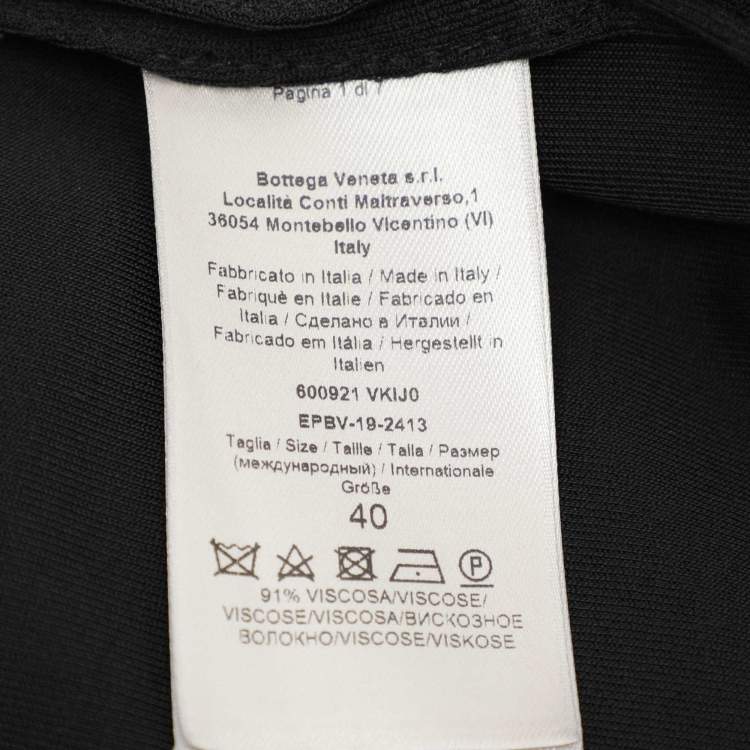 Pagina 1 di 7
Bottega Veneta s.r.l.
Località Conti Maltraverso,1
36054 Montebello Vicentino (VI)
Italy
Fabbricato in Italia / Made in Italy /
Fabriqué en Italie / Fabricado en
Italia / Сделано в Италии /
Fabricado em Itália / Hergestellt in
Italien
600921 VKIJ0
EPBV-19-2413
Taglia / Size / Taille / Talla / Размер
(международный) / Internationale
Größe
40
P
91% VISCOSA/VISCOSE/
VISCOSE/VISCOSA/ВИСКОЗНОЕ
ВОЛОКНО/VISCOSE/VISKOSE